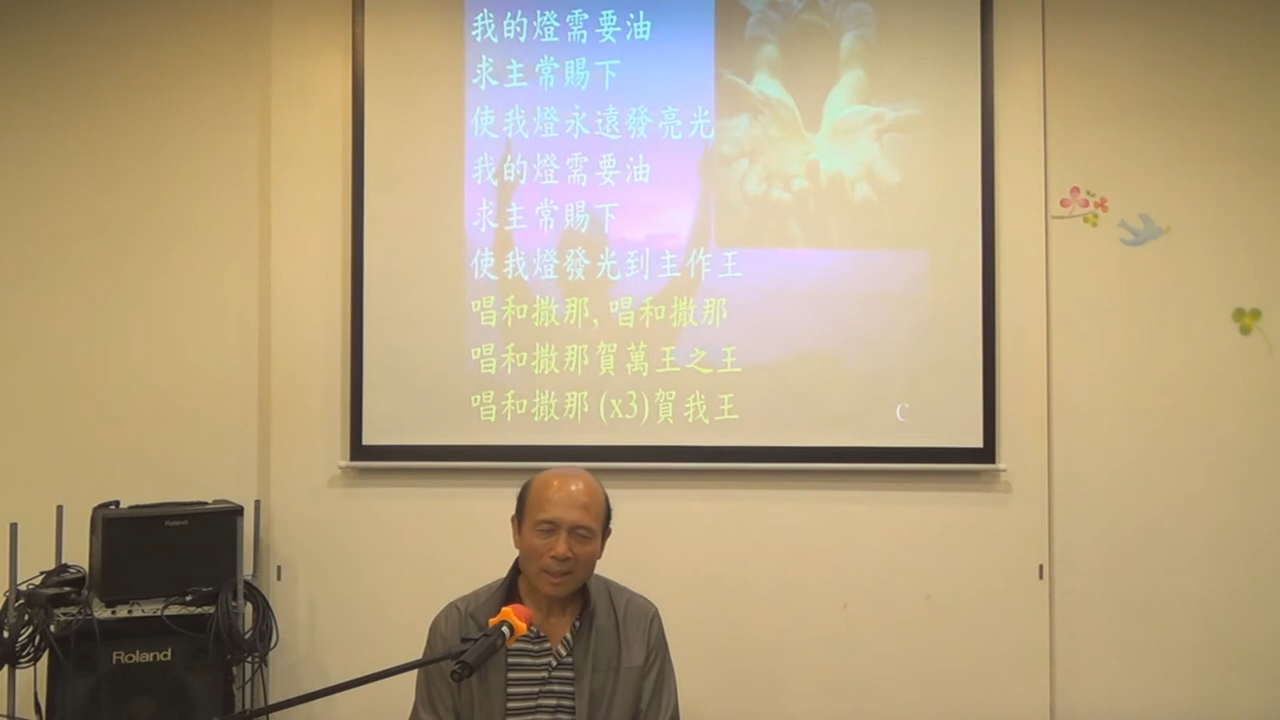 我的燈需要油
求主常賜下
使我燈永遠發亮光
我的燈需要油
求主常賜下
使我燈發光到主作王
唱和撒那, 唱和撒那
唱和撒那賀萬王之王
唱和撒那 (x3)賀我王
C
Roland
Roland